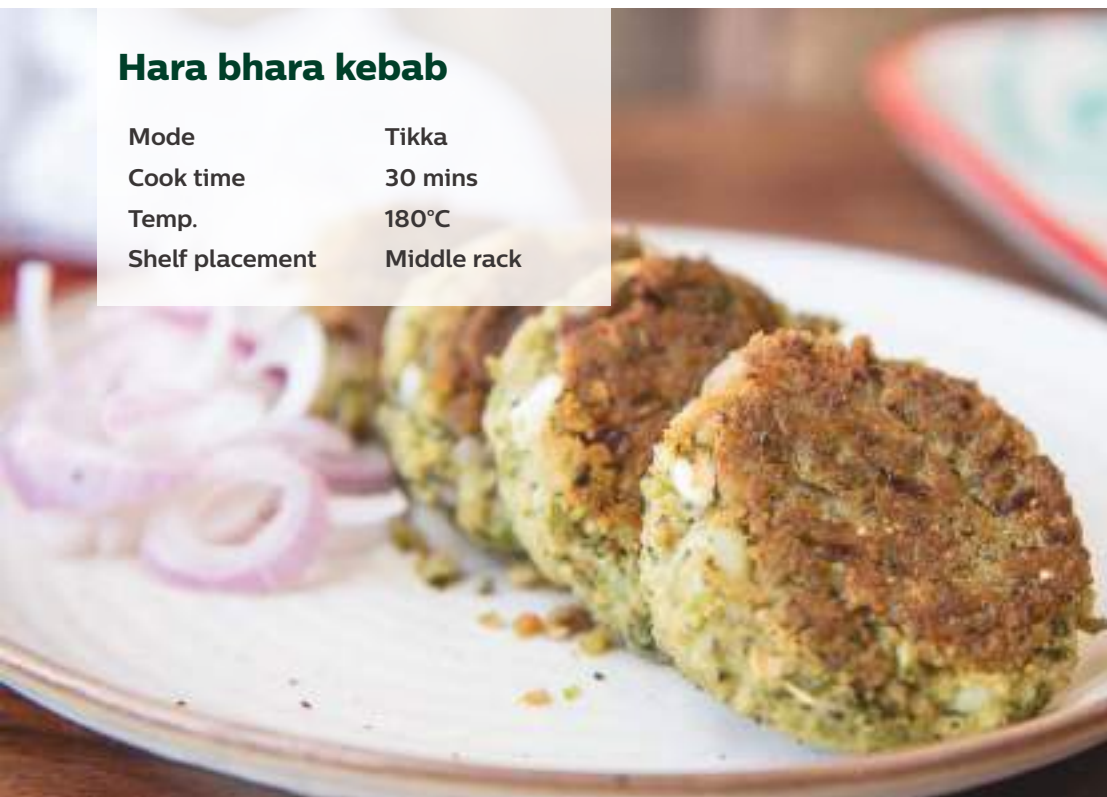 Hara bhara kebab
Mode Tikka
Cook time 30 mins
Temp. 180°C
Shelf placement Middle rack